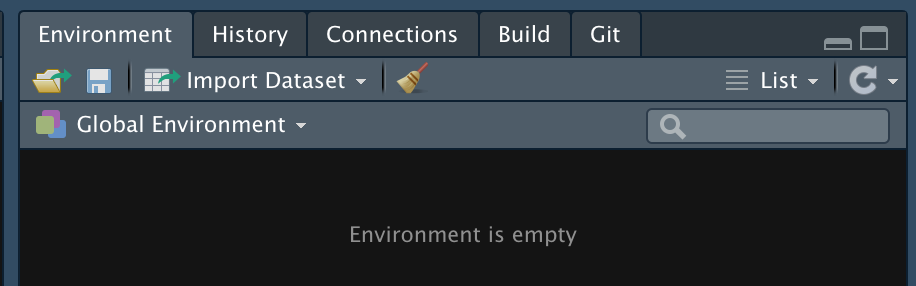 Environment History Connections Build Git
Import Dataset List
Global Environment
Environment is empty